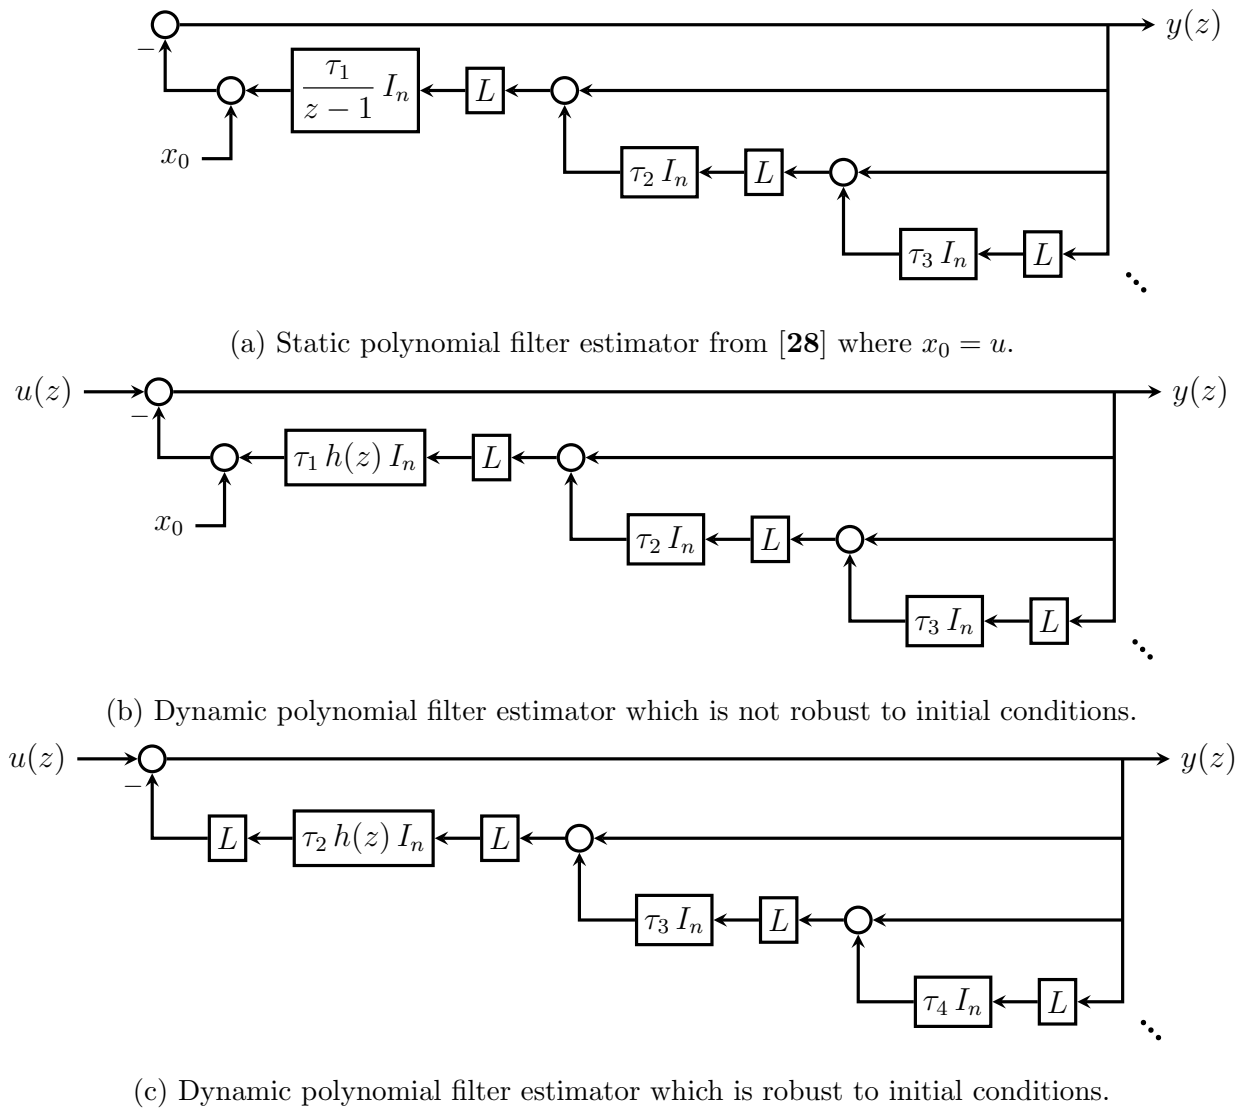 y(z)
−
τ₁
z − 1
Iₙ
L
x₀
τ₂ Iₙ
L
τ₃ Iₙ
L
(a) Static polynomial filter estimator from [28] where x₀ = u.
u(z)
y(z)
−
τ₁ h(z) Iₙ
L
x₀
τ₂ Iₙ
L
τ₃ Iₙ
L
(b) Dynamic polynomial filter estimator which is not robust to initial conditions.
u(z)
y(z)
−
L
τ₂ h(z) Iₙ
L
τ₃ Iₙ
L
τ₄ Iₙ
L
(c) Dynamic polynomial filter estimator which is robust to initial conditions.